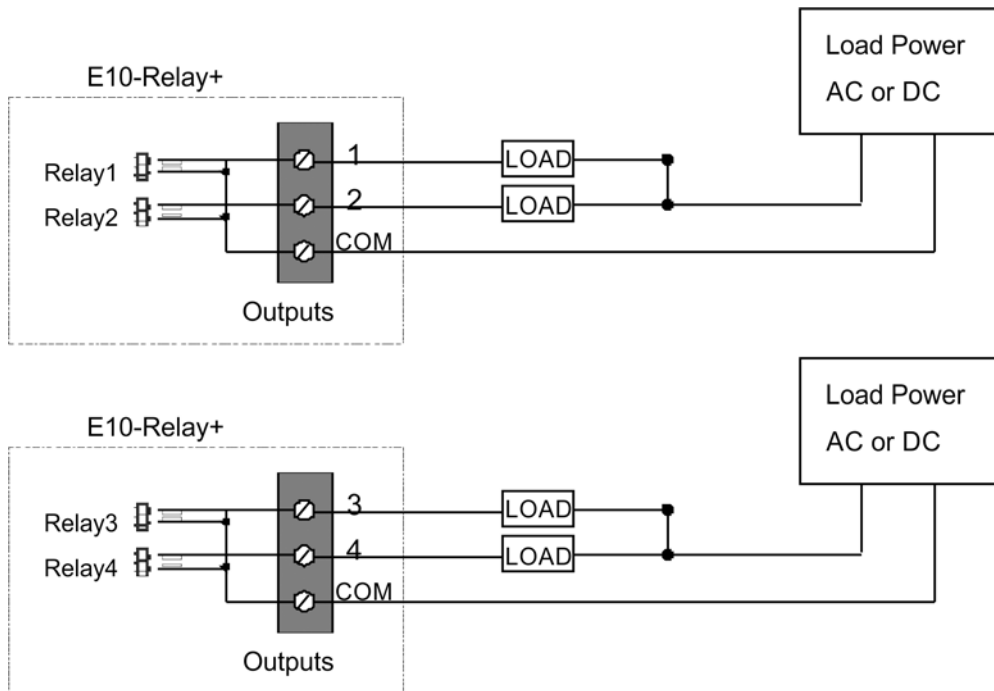 Load Power
AC or DC
E10-Relay+
Relay1
1
LOAD
Relay2
2
LOAD
COM
Outputs
Load Power
AC or DC
E10-Relay+
Relay3
3
LOAD
Relay4
4
LOAD
COM
Outputs